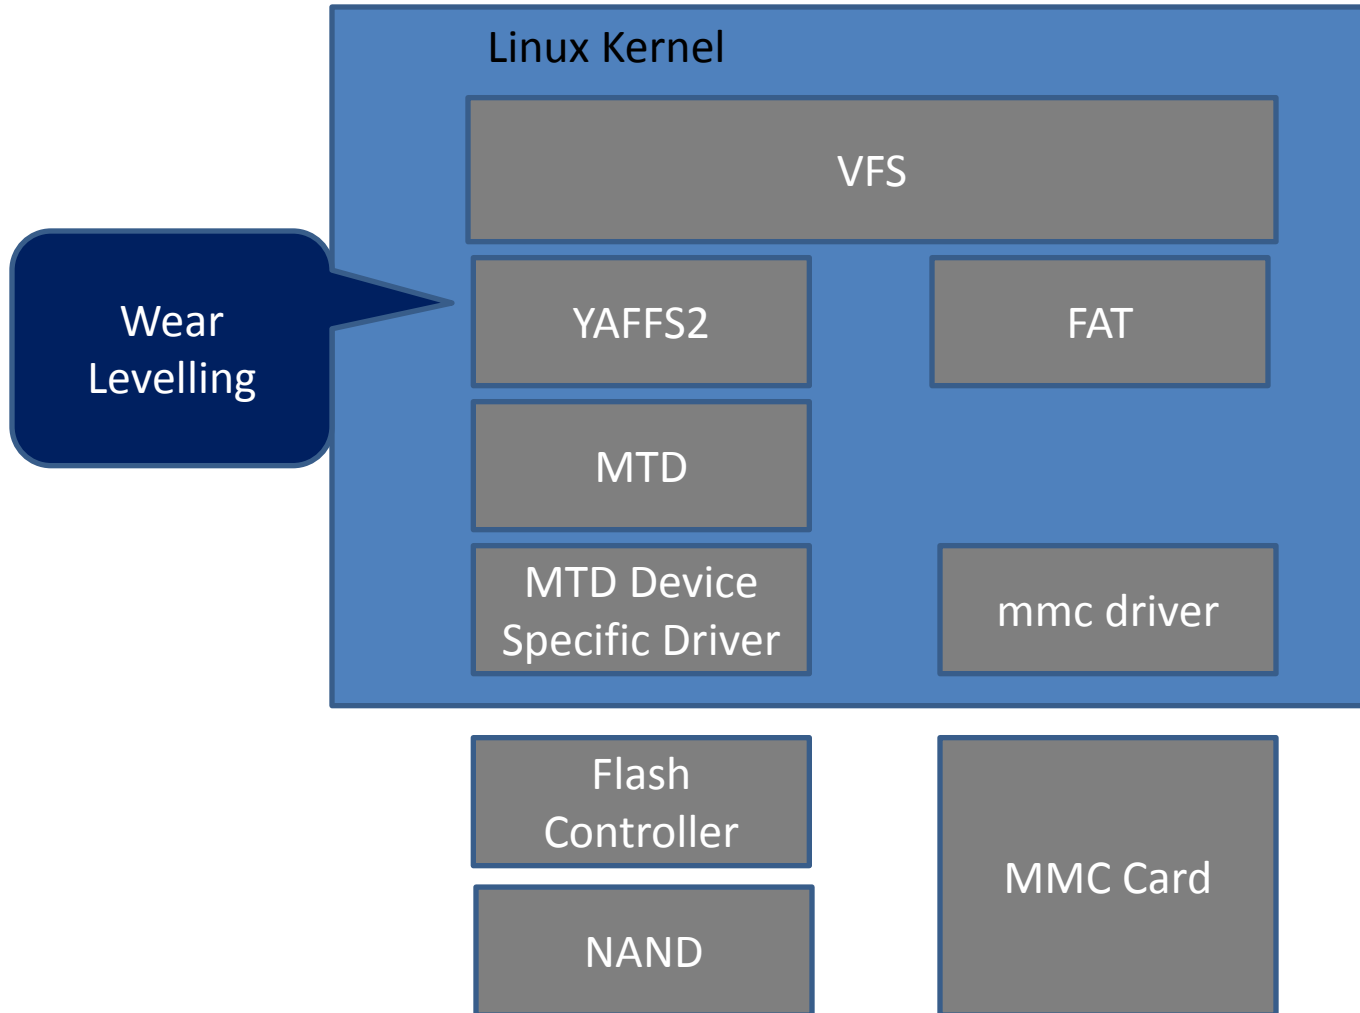 Linux Kernel
VFS
Wear
Levelling
YAFFS2
FAT
MTD
MTD Device
Specific Driver
mmc driver
Flash
Controller
MMC Card
NAND